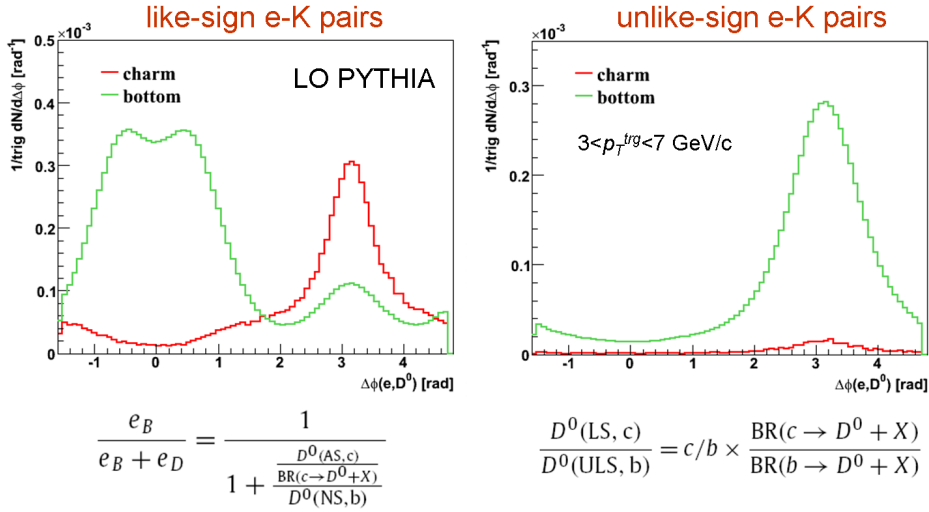 like-sign e-K pairs
×10⁻³
1/trig dN/dΔφ [rad⁻¹]
0.5
0.4
0.3
0.2
0.1
0
charm
bottom
LO PYTHIA
-1 0 1 2 3 4
Δφ(e,D⁰) [rad]
e_B / (e_B + e_D) = 1 / (1 + (D⁰(AS,c) / BR(c→D⁰+X)) / D⁰(NS,b))
unlike-sign e-K pairs
×10⁻³
1/trig dN/dΔφ [rad⁻¹]
0.3
0.2
0.1
0
charm
bottom
3<p_T^trg<7 GeV/c
-1 0 1 2 3 4
Δφ(e,D⁰) [rad]
D⁰(LS, c) / D⁰(ULS, b) = c/b × BR(c → D⁰ + X) / BR(b → D⁰ + X)